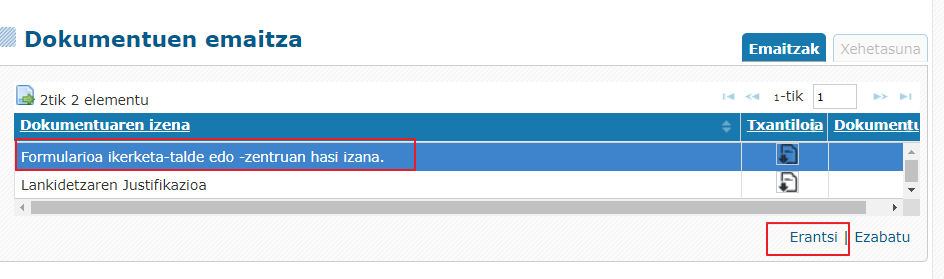 Dokumentuen emaitza
Emaitzak Xehetasuna
2tik 2 elementu 1-tik 1
Dokumentuaren izena Txantiloia Dokumentu
Formularioa ikerketa-talde edo -zentruan hasi izana.
Lankidetzaren Justifikazioa
Erantsi | Ezabatu